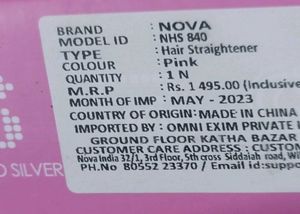 BRAND : NOVA
MODEL ID : NHS 840
TYPE : Hair Straightener
COLOUR : Pink
QUANTITY : 1 N
M.R.P : Rs 1 495.00 (Inclusive
MONTH OF IMP : MAY - 2023
COUNTRY OF ORIGIN: MADE IN CHINA
IMPORTED BY : OMNI EXIM PRIVATE
GROUND FLOOR KATHA BAZAR
CUSTOMER CARE ADDRESS : CUSTOM
Nova India 32/1, 3rd Floor, 5th cross Siddaiah road, Wi
PH.No 80552 23370 / Email id:suppo
D SILVER